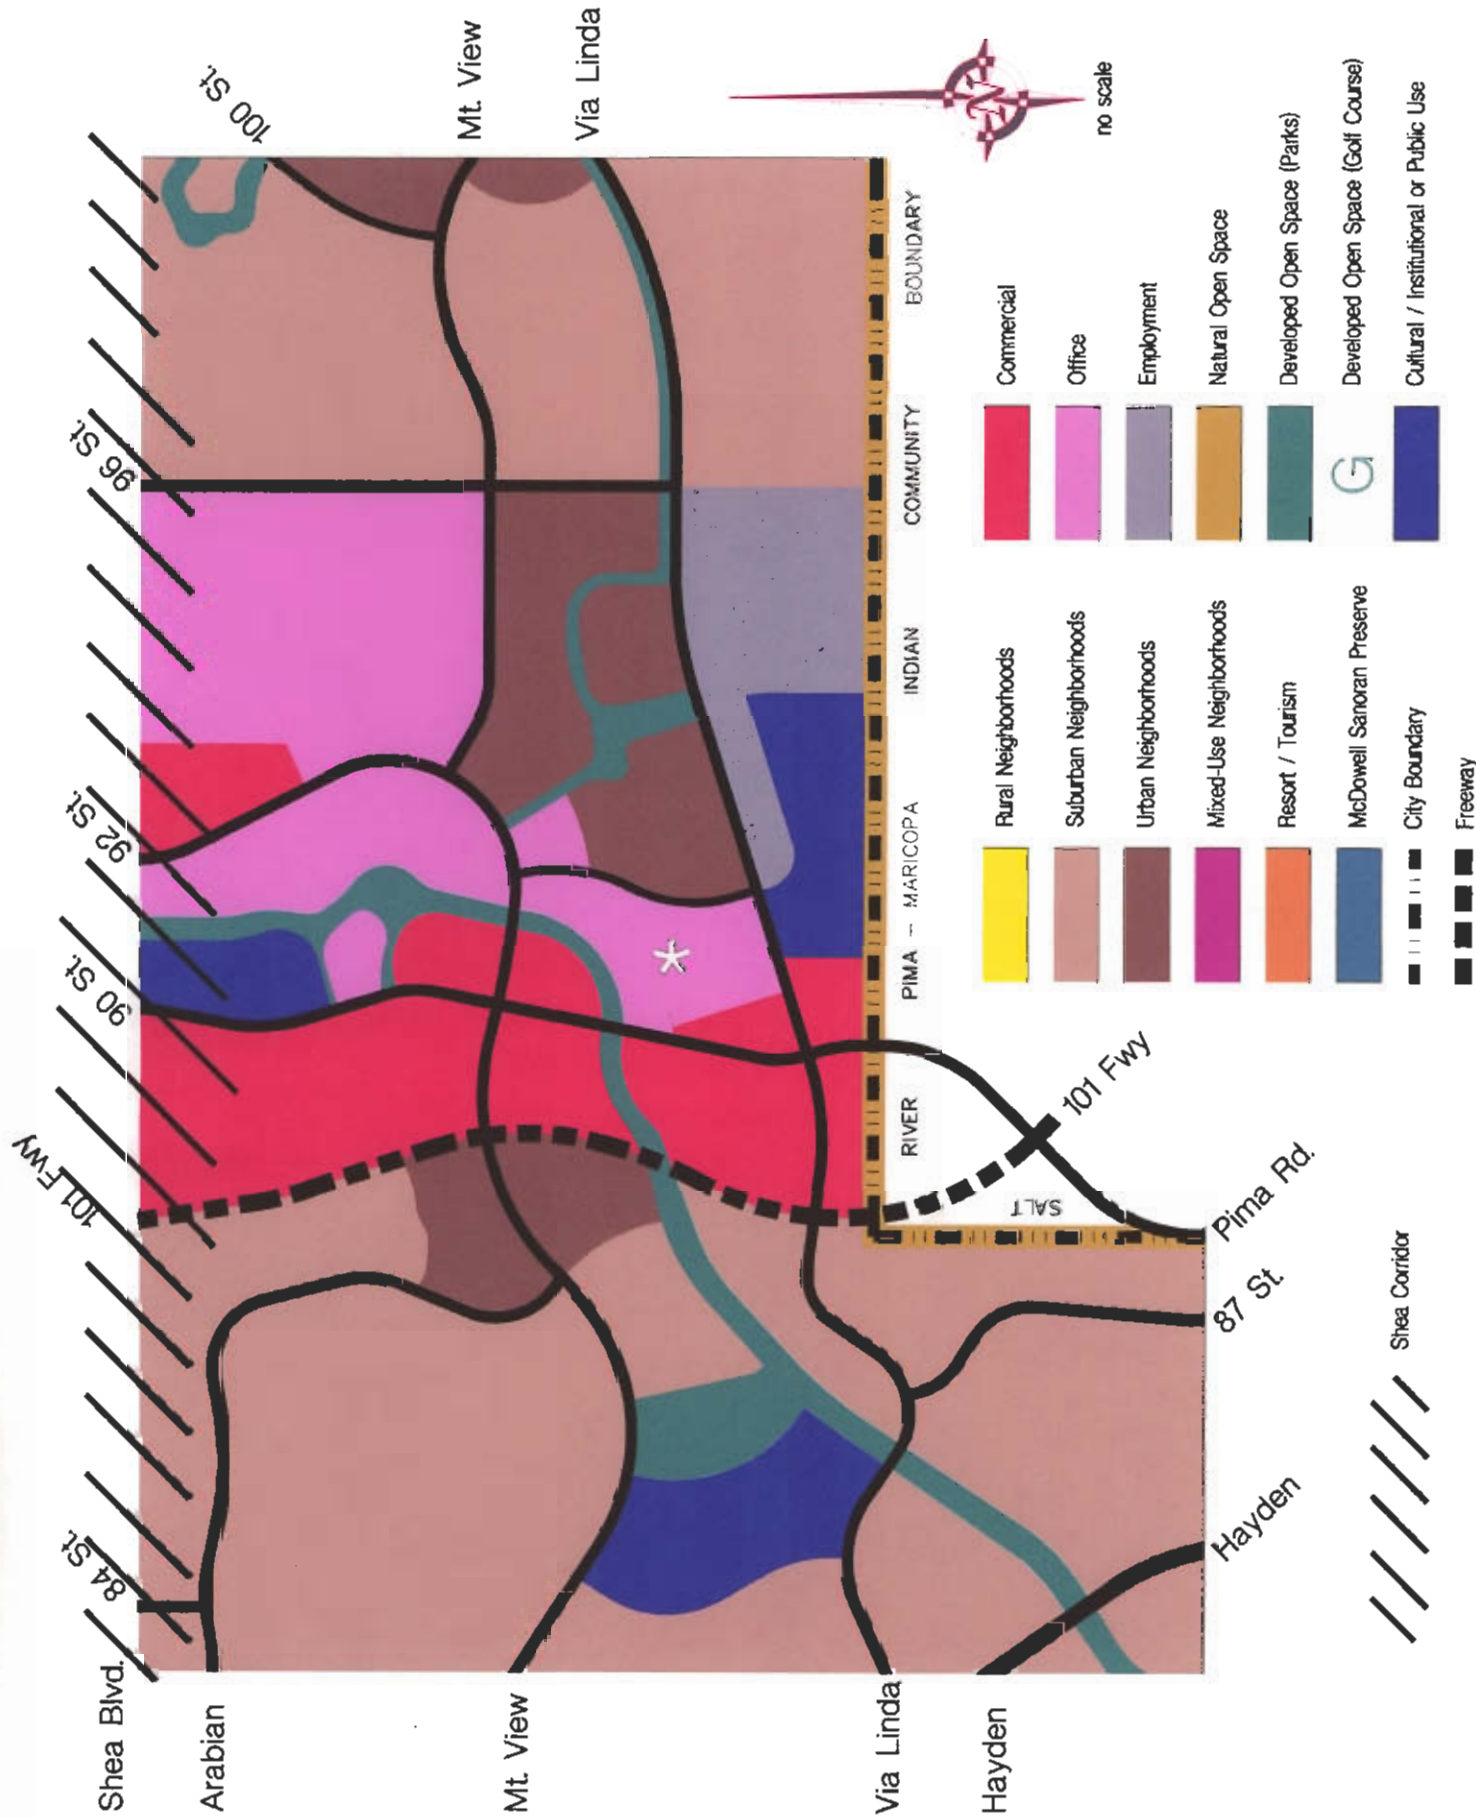 Shea Blvd.
84 St.
101 Fwy
90 St.
92 St.
96 St.
100 St.
Arabian
Mt. View
Via Linda
Hayden
Mt. View
Via Linda
SALT
RIVER
PIMA – MARICOPA
INDIAN
COMMUNITY
BOUNDARY
*
101 Fwy
Pima Rd.
87 St.
Hayden
N
no scale
Shea Corridor
Rural Neighborhoods
Suburban Neighborhoods
Urban Neighborhoods
Mixed-Use Neighborhoods
Resort / Tourism
McDowell Sanoran Preserve
City Boundary
Freeway
Commercial
Office
Employment
Natural Open Space
Developed Open Space (Parks)
G Developed Open Space (Golf Course)
Cultural / Institutional or Public Use